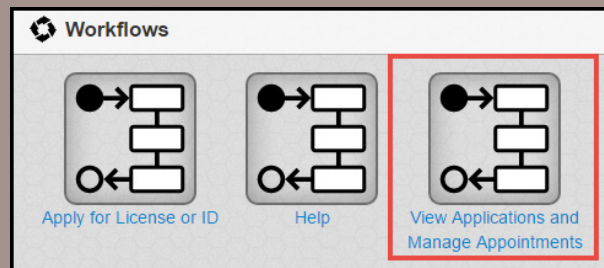 Workflows
Apply for License or ID
Help
View Applications and
Manage Appointments